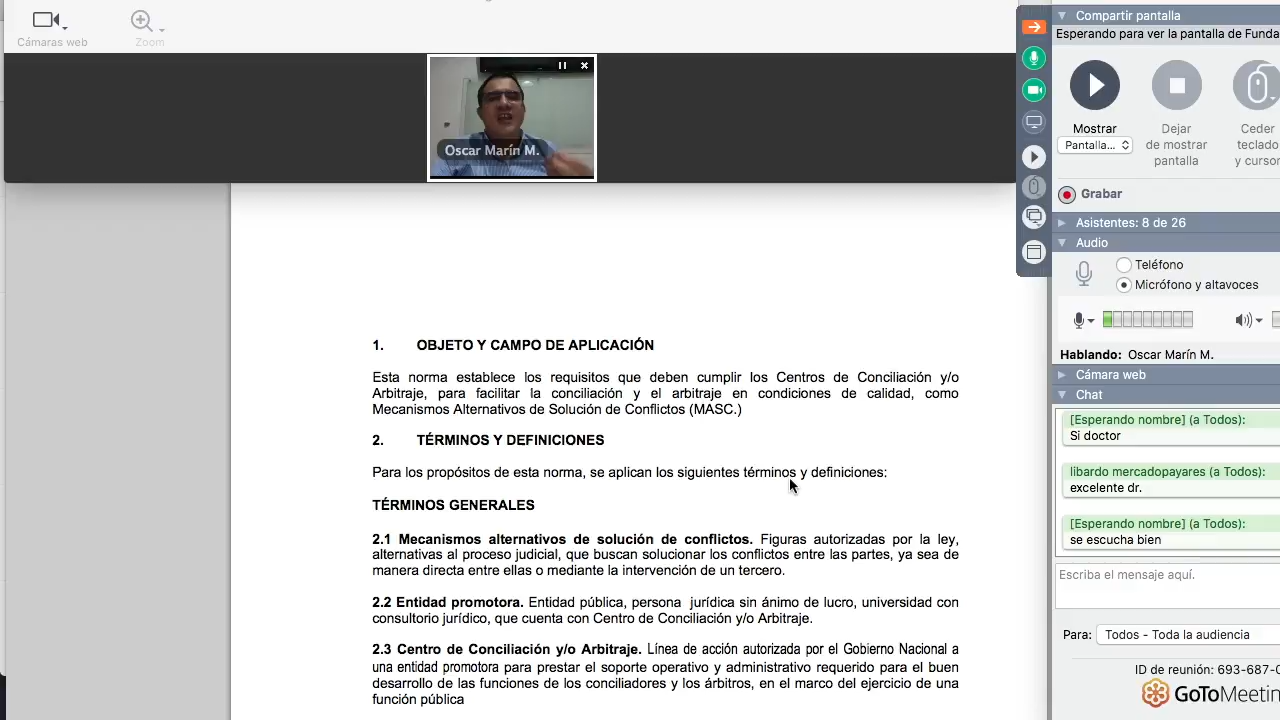 Cámaras web
Zoom
Oscar Marín M.
1. OBJETO Y CAMPO DE APLICACIÓN
Esta norma establece los requisitos que deben cumplir los Centros de Conciliación y/o
Arbitraje, para facilitar la conciliación y el arbitraje en condiciones de calidad, como
Mecanismos Alternativos de Solución de Conflictos (MASC.)
2. TÉRMINOS Y DEFINICIONES
Para los propósitos de esta norma, se aplican los siguientes términos y definiciones:
TÉRMINOS GENERALES
2.1 Mecanismos alternativos de solución de conflictos. Figuras autorizadas por la ley,
alternativas al proceso judicial, que buscan solucionar los conflictos entre las partes, ya sea de
manera directa entre ellas o mediante la intervención de un tercero.
2.2 Entidad promotora. Entidad pública, persona jurídica sin ánimo de lucro, universidad con
consultorio jurídico, que cuenta con Centro de Conciliación y/o Arbitraje.
2.3 Centro de Conciliación y/o Arbitraje. Línea de acción autorizada por el Gobierno Nacional a
una entidad promotora para prestar el soporte operativo y administrativo requerido para el buen
desarrollo de las funciones de los conciliadores y los árbitros, en el marco del ejercicio de una
función pública
Compartir pantalla
Esperando para ver la pantalla de Funda
Mostrar
Pantalla...
Dejar
de mostrar
pantalla
Ceder
teclado
y cursor
Grabar
Asistentes: 8 de 26
Audio
Teléfono
Micrófono y altavoces
Hablando: Oscar Marín M.
Cámara web
Chat
[Esperando nombre] (a Todos):
Si doctor
libardo mercadopayares (a Todos):
excelente dr.
[Esperando nombre] (a Todos):
se escucha bien
Escriba el mensaje aquí.
Para: Todos - Toda la audiencia
ID de reunión: 693-687-0
GoToMeetin